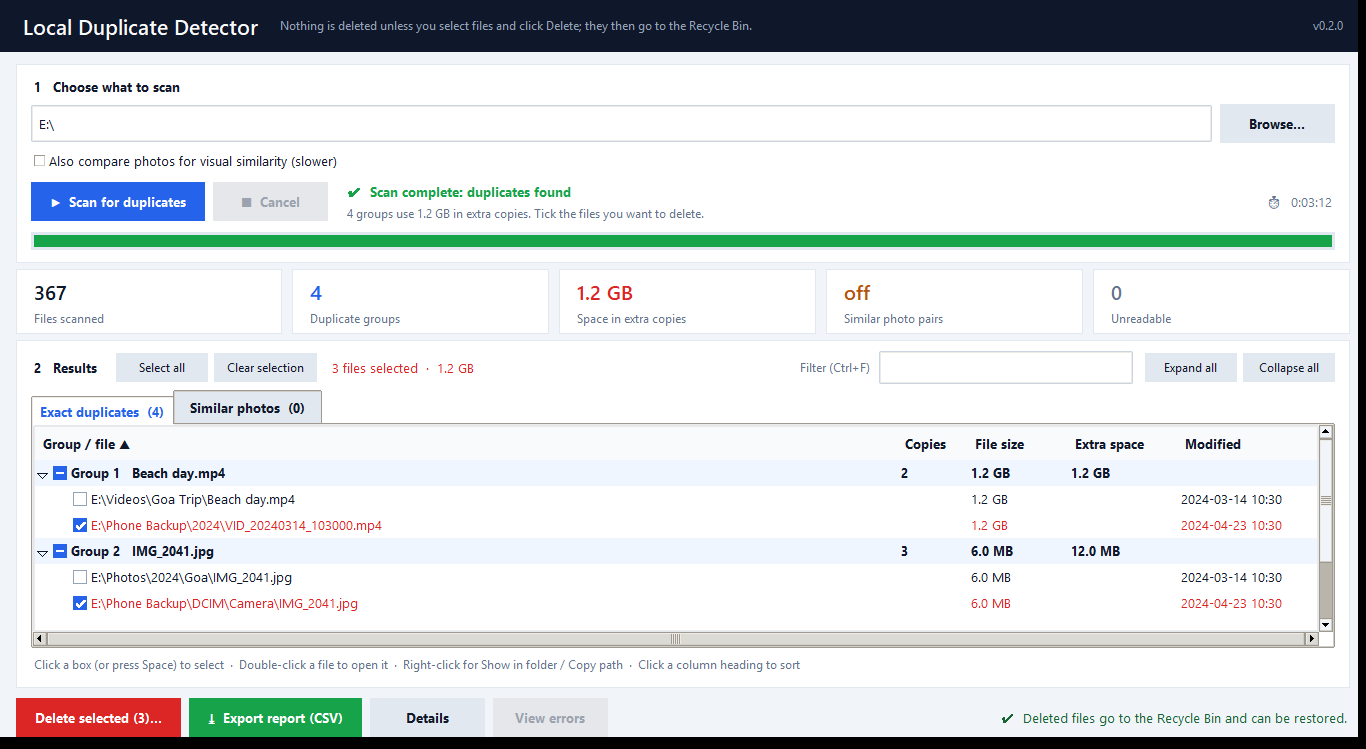 Local Duplicate Detector Nothing is deleted unless you select files and click Delete; they then go to the Recycle Bin. v0.2.0
1 Choose what to scan
E:\ Browse...
Also compare photos for visual similarity (slower)
▶ Scan for duplicates ■ Cancel ✔ Scan complete: duplicates found
4 groups use 1.2 GB in extra copies. Tick the files you want to delete. ⏱ 0:03:12
367 4 1.2 GB off 0
Files scanned Duplicate groups Space in extra copies Similar photo pairs Unreadable
2 Results Select all Clear selection 3 files selected · 1.2 GB Filter (Ctrl+F) Expand all Collapse all
Exact duplicates (4) Similar photos (0)
Group / file ▲ Copies File size Extra space Modified
Group 1 Beach day.mp4 2 1.2 GB 1.2 GB
E:\Videos\Goa Trip\Beach day.mp4 1.2 GB 2024-03-14 10:30
E:\Phone Backup\2024\VID_20240314_103000.mp4 1.2 GB 2024-04-23 10:30
Group 2 IMG_2041.jpg 3 6.0 MB 12.0 MB
E:\Photos\2024\Goa\IMG_2041.jpg 6.0 MB 2024-03-14 10:30
E:\Phone Backup\DCIM\Camera\IMG_2041.jpg 6.0 MB 2024-04-23 10:30
Click a box (or press Space) to select · Double-click a file to open it · Right-click for Show in folder / Copy path · Click a column heading to sort
Delete selected (3)... ⤓ Export report (CSV) Details View errors ✔ Deleted files go to the Recycle Bin and can be restored.